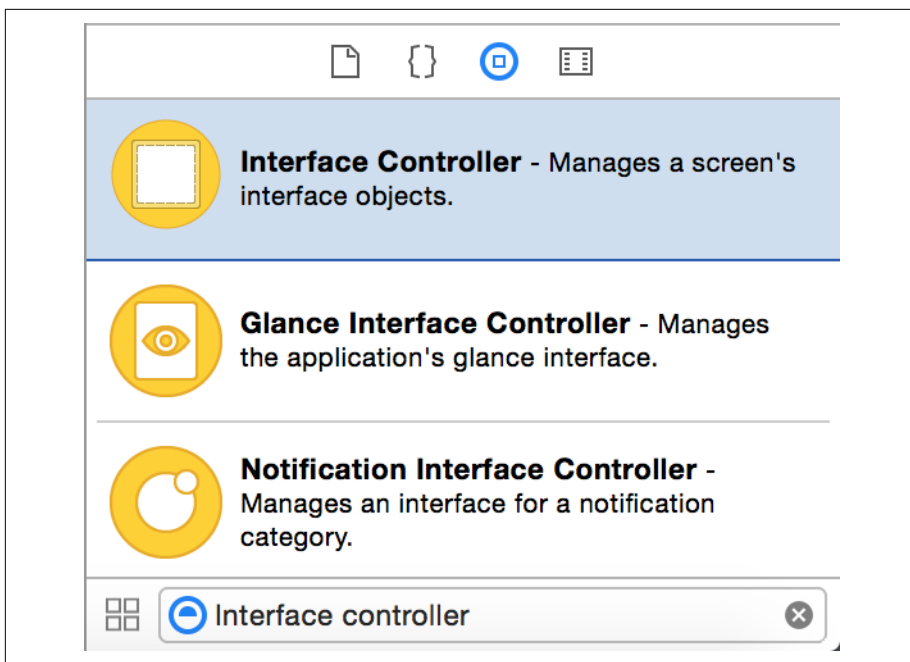 Interface Controller - Manages a screen's
interface objects.
Glance Interface Controller - Manages
the application's glance interface.
Notification Interface Controller -
Manages an interface for a notification
category.
Interface controller